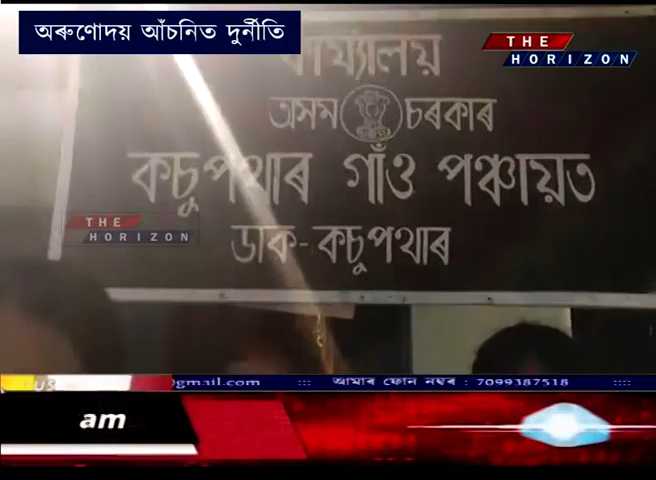 অৰুণোদয় আঁচনিত দুৰ্নীতি
THE
HORIZON
কাৰ্য্যালয়
অসম চৰকাৰ
কচুপথাৰ গাঁও পঞ্চায়ত
THE
HORIZON
ডাক-কচুপথাৰ
gmail.com ::: আমাৰ ফোন নম্বৰ : 7099387518 ::::
am